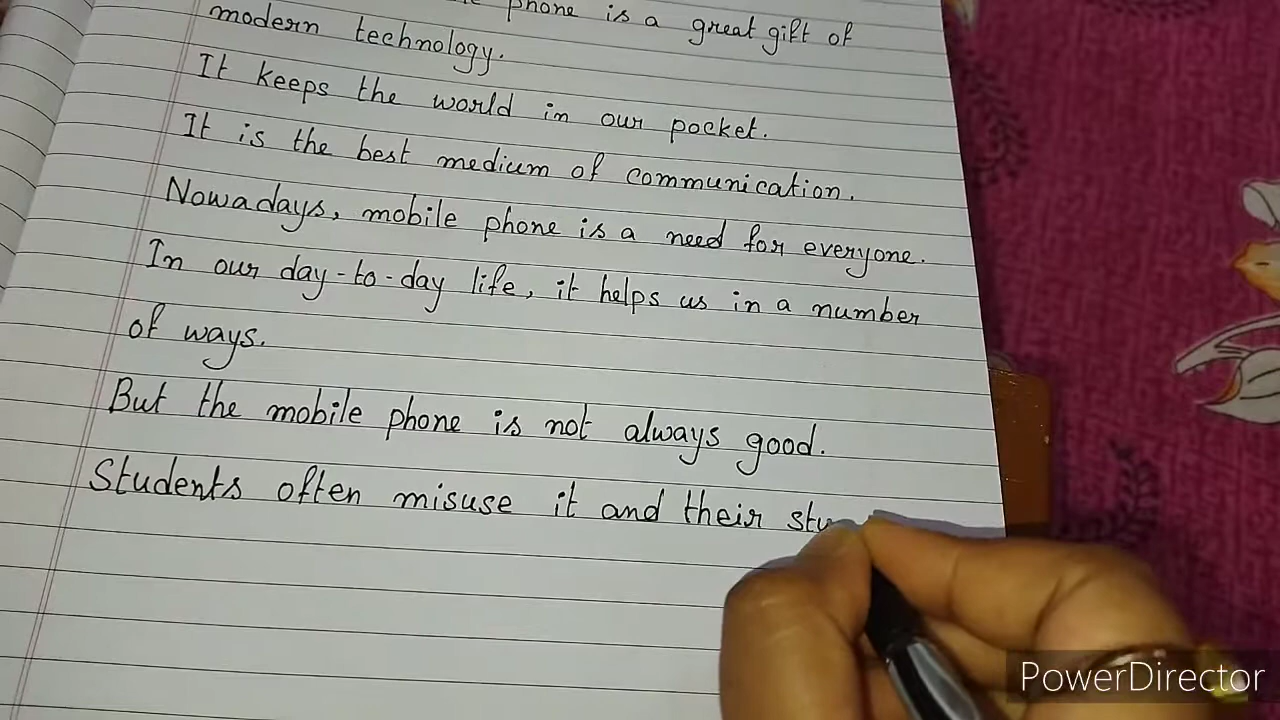 phone is a great gift of
modern technology.
It keeps the world in our pocket.
It is the best medium of communication.
Nowadays, mobile phone is a need for everyone.
In our day-to-day life, it helps us in a number
of ways.
But the mobile phone is not always good.
Students often misuse it and their
PowerDirector